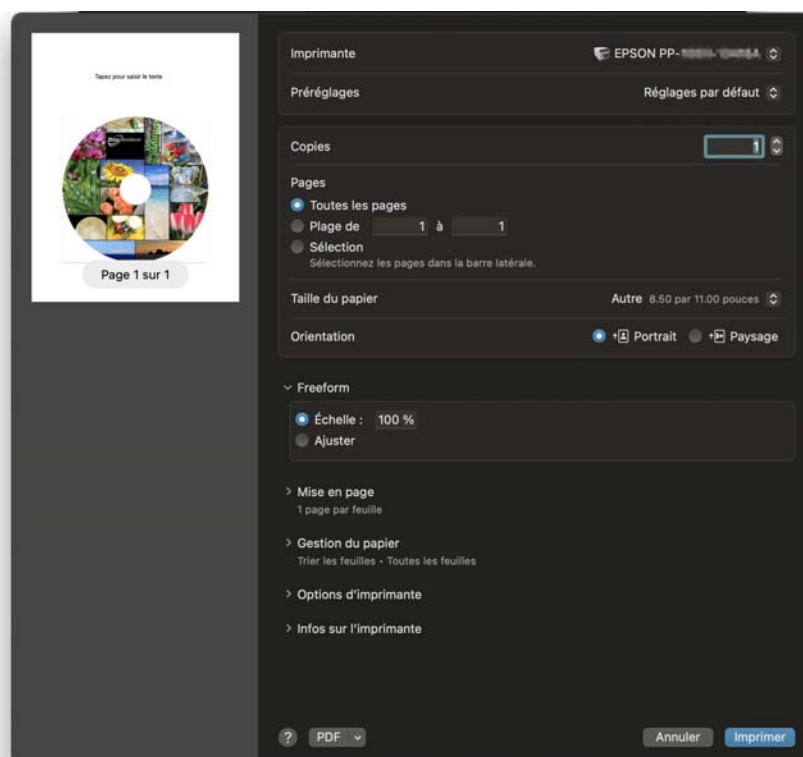 Tapez pour saisir le texte
Page 1 sur 1
Imprimante EPSON PP-
Préréglages Réglages par défaut
Copies 1
Pages
Toutes les pages
Plage de 1 à 1
Sélection
Sélectionnez les pages dans la barre latérale.
Taille du papier Autre 8.50 par 11.00 pouces
Orientation Portrait Paysage
Freeform
Échelle : 100 %
Ajuster
Mise en page
1 page par feuille
Gestion du papier
Trier les feuilles - Toutes les feuilles
Options d'imprimante
Infos sur l'imprimante
? PDF Annuler Imprimer